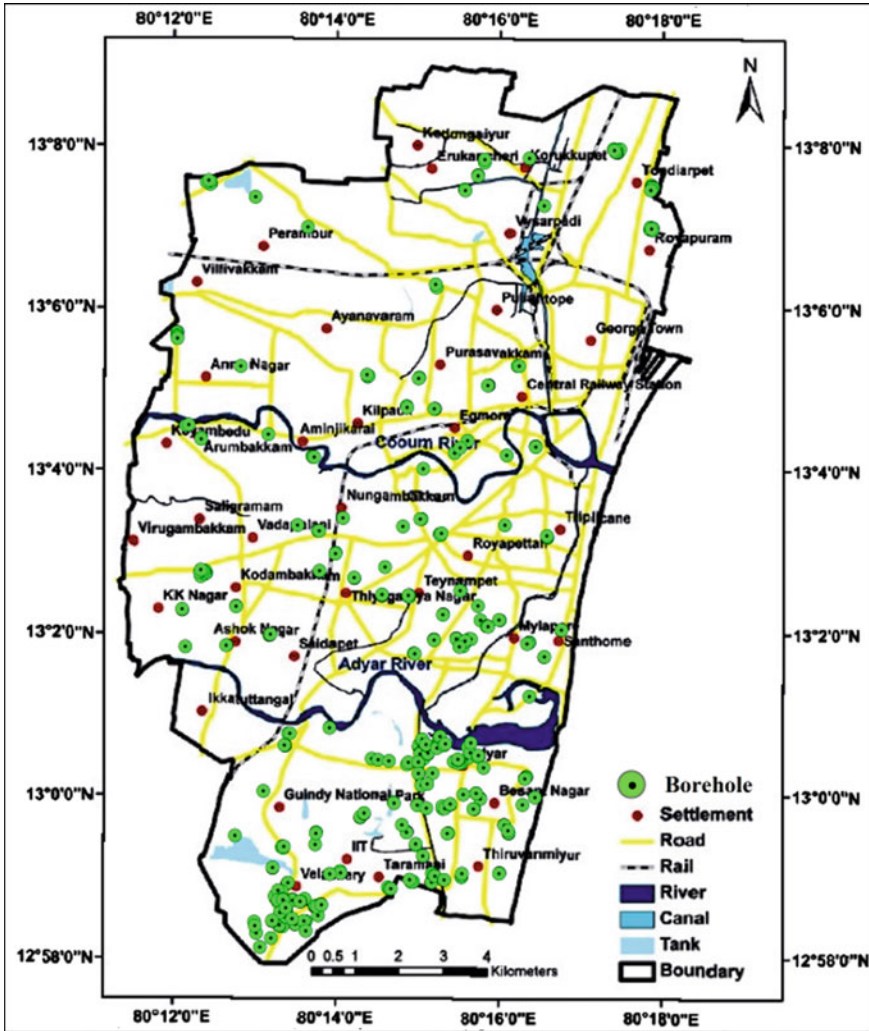 80°12'0"E 80°14'0"E 80°16'0"E 80°18'0"E
N
13°8'0"N 13°8'0"N
Kodungaiyur
Korukkupet
Tondiarpet
Vysarpadi
Perambur
Royapuram
Villivakkam
13°6'0"N 13°6'0"N
Ayanavaram
George Town
Purasavakkam
Anna Nagar
Central Railway Station
Kilpauk
Egmore
Koyambedu
Aminjikarai
Arumbakkam
Cooum River
13°4'0"N 13°4'0"N
Nungambakkam
Saligramam
Triplicane
Virugambakkam
Vadapalani
Royapettah
Kodambakkam
Teynampet
KK Nagar
Thiyagaraya Nagar
13°2'0"N 13°2'0"N
Ashok Nagar
Mylapore
Santhome
Saidapet
Adyar River
Ikkatuttangal
Adyar
13°0'0"N 13°0'0"N
Guindy National Park
Besant Nagar
IIT
Taramani
Thiruvanmiyur
Velachery
Borehole
Settlement
Road
Rail
River
Canal
Tank
Boundary
12°58'0"N 12°58'0"N
0 0.5 1 2 3 4
Kilometers
80°12'0"E 80°14'0"E 80°16'0"E 80°18'0"E